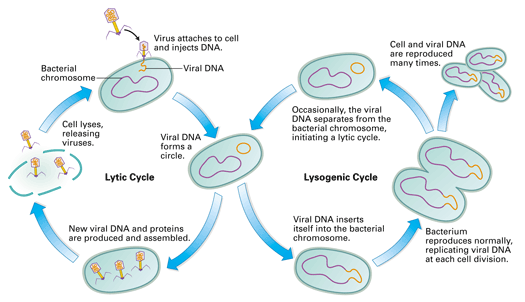 Virus attaches to cell
and injects DNA.
Bacterial
chromosome
Viral DNA
Cell lyses,
releasing
viruses.
Viral DNA
forms a
circle.
Lytic Cycle
New viral DNA and proteins
are produced and assembled.
Cell and viral DNA
are reproduced
many times.
Occasionally, the viral
DNA separates from the
bacterial chromosome,
initiating a lytic cycle.
Lysogenic Cycle
Viral DNA inserts
itself into the bacterial
chromosome.
Bacterium
reproduces normally,
replicating viral DNA
at each cell division.